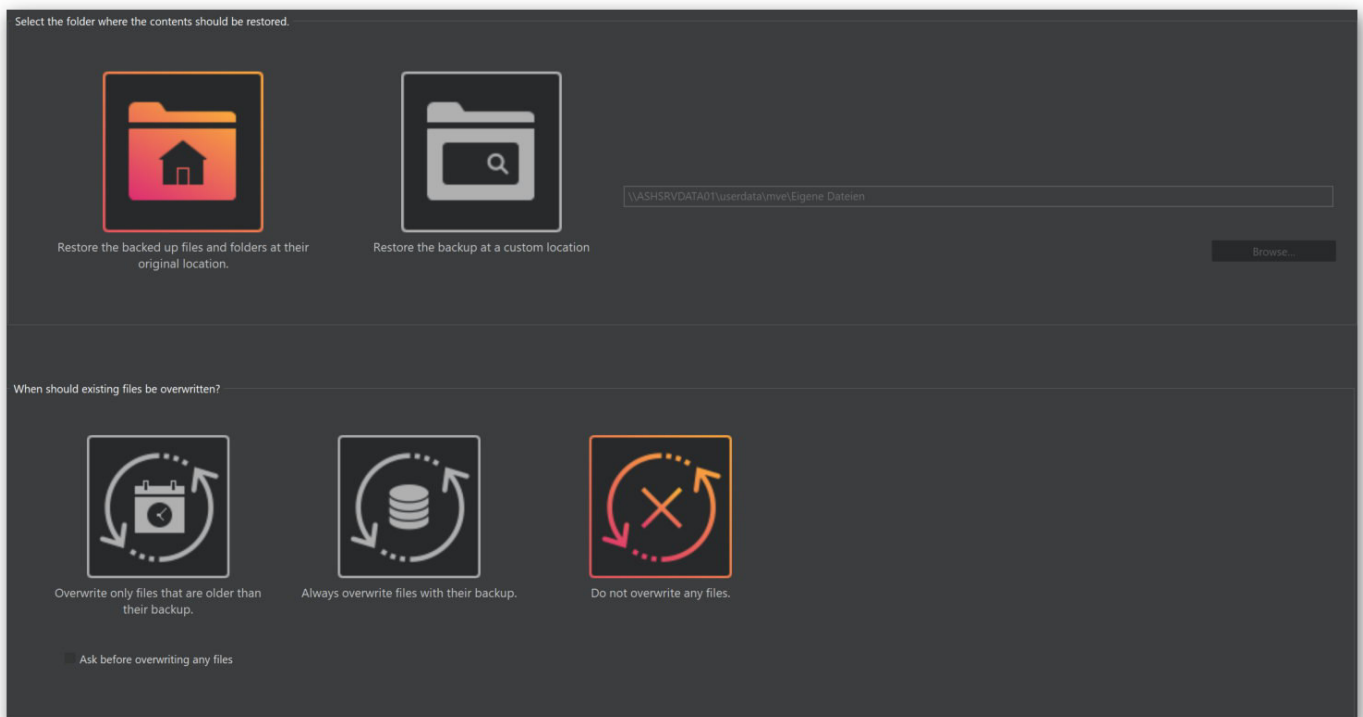 Select the folder where the contents should be restored.
Restore the backed up files and folders at their
original location.
Restore the backup at a custom location
\\ASHSRVDATA01\userdata\mve\Eigene Dateien
Browse...
When should existing files be overwritten?
Overwrite only files that are older than
their backup.
Always overwrite files with their backup.
Do not overwrite any files.
Ask before overwriting any files